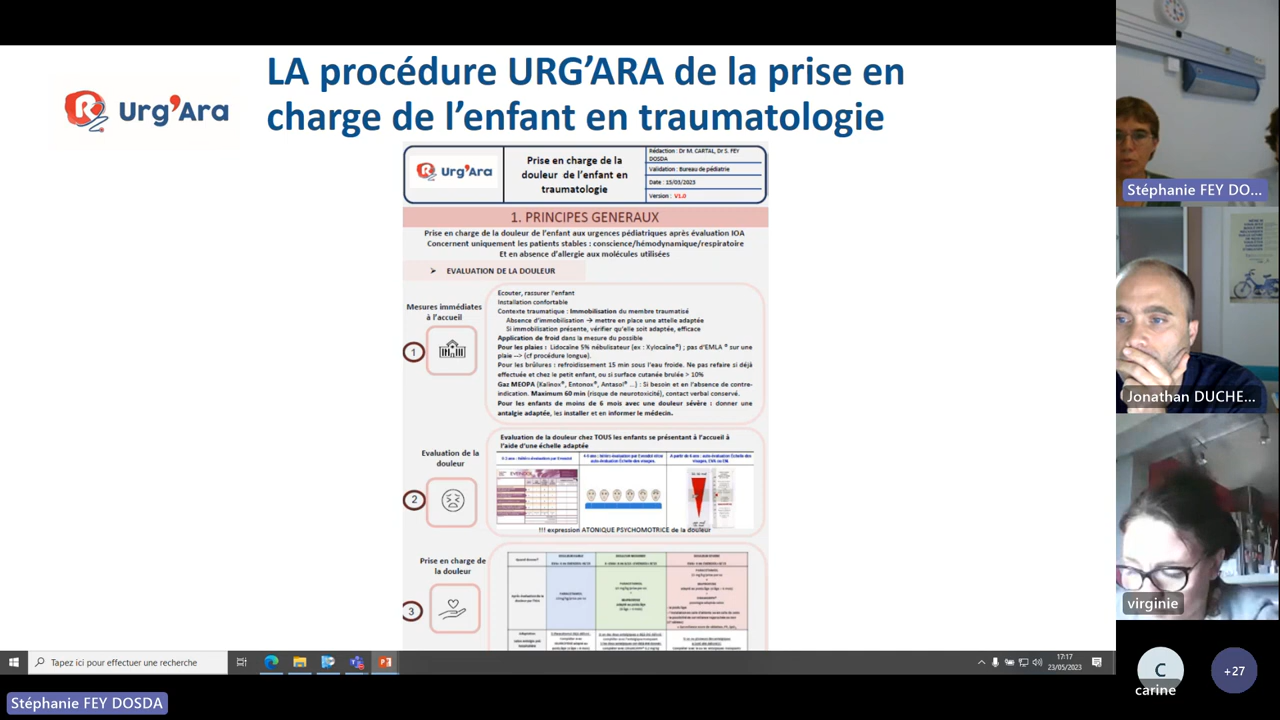 LA procédure URG'ARA de la prise en
charge de l'enfant en traumatologie
Urg'Ara
Urg'Ara
Prise en charge de la
douleur de l'enfant en
traumatologie
Rédaction : Dr M. CARTAL, Dr S. FEY
DOSDA
Validation : Bureau de pédiatrie
Date : 15/03/2023
Version : V1.0
1. PRINCIPES GENERAUX
Prise en charge de la douleur de l'enfant aux urgences pédiatriques après évaluation IOA
Concernent uniquement les patients stables : conscience/hémodynamique/respiratoire
Et en absence d'allergie aux molécules utilisées
➤ EVALUATION DE LA DOULEUR
Mesures immédiates
à l'accueil
1
Ecouter, rassurer l'enfant
Installation confortable
Contexte traumatique : Immobilisation du membre traumatisé
Absence d'immobilisation → mettre en place une attelle adaptée
Si immobilisation présente, vérifier qu'elle soit adaptée, efficace
Application de froid dans la mesure du possible
Pour les plaies : Lidocaïne 5% nébulisateur (ex : Xylocaine®) ; pas d'EMLA ® sur une
plaie --> (cf procédure longue).
Pour les brûlures : refroidissement 15 min sous l'eau froide. Ne pas refaire si déjà
effectuée et chez le petit enfant, ou si surface cutanée brulée > 10%
Gaz MEOPA (Kalinox®, Entonox®, Antasol® ...) : Si besoin et en l'absence de contre-
indication. Maximum 60 min (risque de neurotoxicité), contact verbal conservé.
Pour les enfants de moins de 6 mois avec une douleur sévère : donner une
antalgie adaptée, les installer et en informer le médecin.
Evaluation de la
douleur
2
Evaluation de la douleur chez TOUS les enfants se présentant à l'accueil à
l'aide d'une échelle adaptée
!!! expression ATONIQUE PSYCHOMOTRICE de la douleur
Prise en charge de
la douleur
3
Tapez ici pour effectuer une recherche
17:17
23/05/2023
Stéphanie FEY DOSDA
Stéphanie FEY DO...
Jonathan DUCHE...
virginie
C
carine
+27